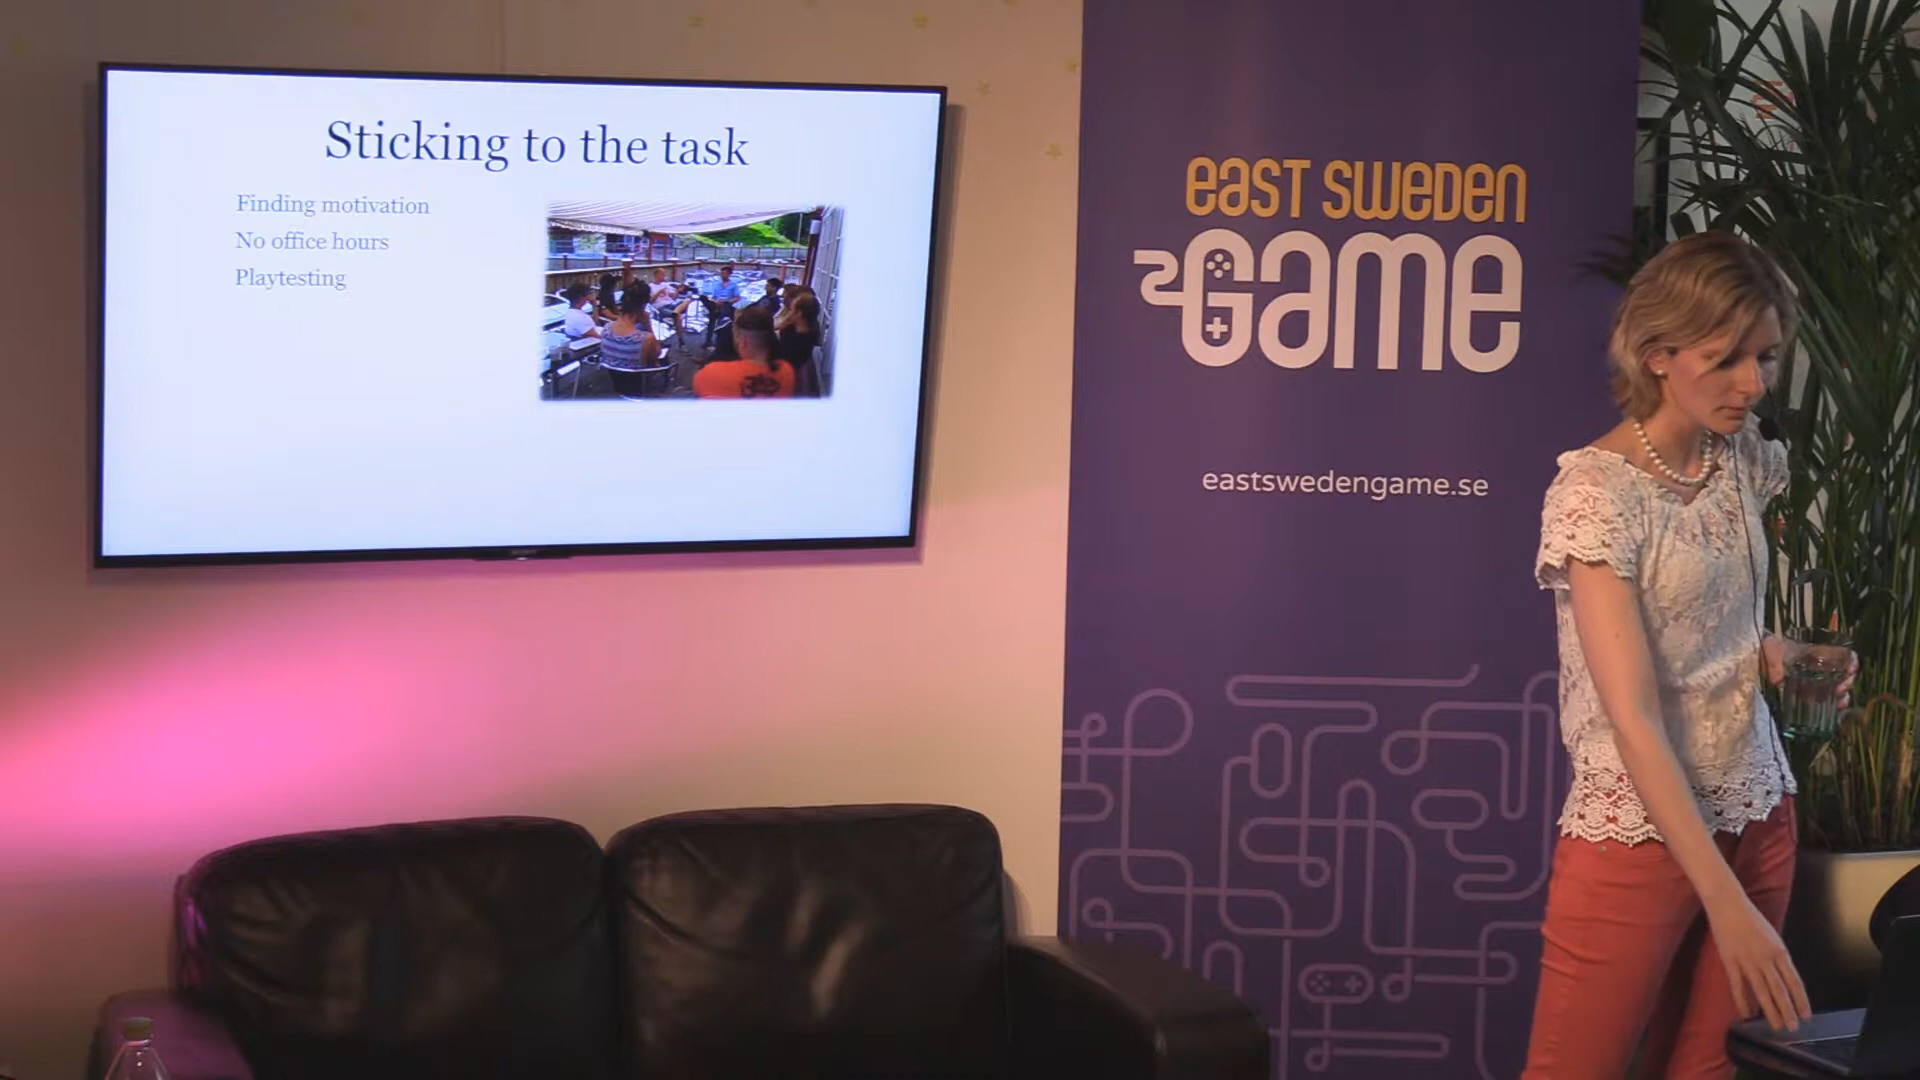 Sticking to the task
Finding motivation
No office hours
Playtesting
east sweden
Game
eastswedengame.se